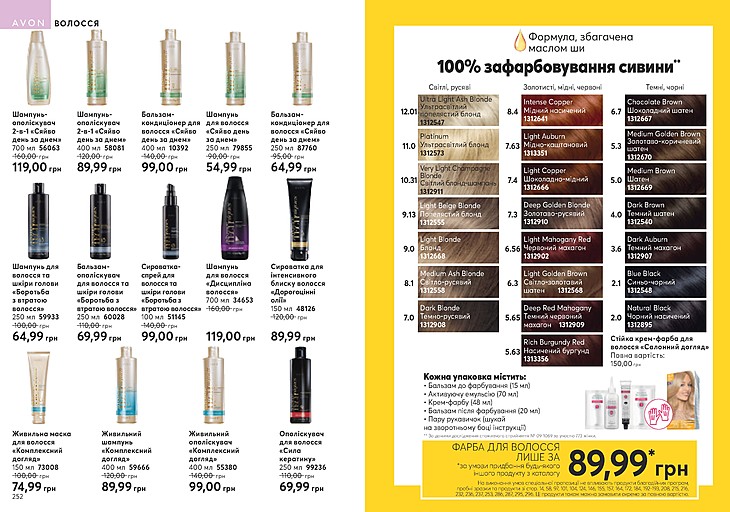 AVON ВОЛОССЯ
Шампунь-
ополіскувач
2-в-1 «Сяйво
день за днем»
700 мл 56063
160,00 грн
119,00 грн
Шампунь-
ополіскувач
2-в-1 «Сяйво
день за днем»
400 мл 58081
120,00 грн
89,99 грн
Бальзам-
кондиціонер для
волосся «Сяйво
день за днем»
400 мл 10392
140,00 грн
99,00 грн
Шампунь
для волосся
«Сяйво день
за днем»
250 мл 79855
90,00 грн
54,99 грн
Бальзам-
кондиціонер для
волосся «Сяйво
день за днем»
250 мл 87760
95,00 грн
64,99 грн
Шампунь для
волосся та
шкіри голови
«Боротьба
з втратою
волосся»
250 мл 59933
100,00 грн
64,99 грн
Бальзам-
ополіскувач
для волосся та
шкіри голови
«Боротьба з
втратою волосся»
250 мл 60028
110,00 грн
69,99 грн
Сироватка-
спрей для
волосся та
шкіри голови
«Боротьба з
втратою волосся»
100 мл 51145
140,00 грн
99,00 грн
Шампунь
для волосся
«Дисципліна
волосся»
700 мл 34653
160,00 грн
119,00 грн
Сироватка для
інтенсивного
блиску волосся
«Дорогоцінні
олії»
150 мл 48126
120,00 грн
89,99 грн
Живильна маска
для волосся
«Комплексний
догляд»
150 мл 73008
100,00 грн
74,99 грн
Живильний
шампунь
«Комплексний
догляд»
400 мл 59666
120,00 грн
89,99 грн
Живильний
ополіскувач
«Комплексний
догляд»
400 мл 55380
140,00 грн
99,00 грн
Ополіскувач
для волосся
«Сила
кератину»
250 мл 99236
110,00 грн
69,99 грн
252
Формула, збагачена
маслом ши
100% зафарбовування сивини**
Світлі, русяві
12.01 Ultra Light Ash Blonde
Ультрасвітлий
попелястий блонд
1312547
11.0 Platinum
Ультрасвітлий блонд
1312573
10.31 Very Light Champagne
Blonde
Світлий блонд-шампань
1312911
9.13 Light Beige Blonde
Попелястий блонд
1312555
9.0 Light Blonde
Блонд
1312668
8.1 Medium Ash Blond
Світло-русявий
1312558
7.0 Dark Blonde
Темно-русявий
1312908
Золотисті, мідні, червоні
8.4 Intense Copper
Мідний насичений
1312641
7.63 Light Auburn
Мідно-каштановий
1313351
7.4 Light Copper
Шоколадно-мідний
1312666
7.3 Deep Golden Blonde
Золотаво-русявий
1312910
6.56 Light Mahogany Red
Червоний махагон
1312902
6.3 Light Golden Brown
Світло-золотавий
шатен 1312568
5.65 Deep Red Mahogany
Темний червоний
махагон 1312909
5.63 Rich Burgundy Red
Насичений бургунд
1313356
Темні, чорні
6.7 Chocolate Brown
Шоколадний шатен
1312667
5.3 Medium Golden Brown
Золотаво-коричневий
шатен
1312670
5.0 Medium Brown
Шатен
1312669
4.0 Dark Brown
Темний шатен
1312540
3.6 Dark Auburn
Темний махагон
1312907
2.1 Blue Black
Синьо-чорний
1312548
2.0 Natural Black
Чорний насичений
1312895
Стійка крем-фарба для
волосся «Салонний догляд»
Повна вартість:
150,00 грн
Кожна упаковка містить:
• Бальзам до фарбування (15 мл)
• Активуючу емульсію (70 мл)
• Крем-фарбу (48 мл)
• Бальзам після фарбування (20 мл)
• Пару рукавичок (шукай
на зворотному боці інструкції)
ФАРБА ДЛЯ ВОЛОССЯ
ЛИШЕ ЗА
*за умови придбання будь-якого
іншого продукту з каталогу
89,99* грн